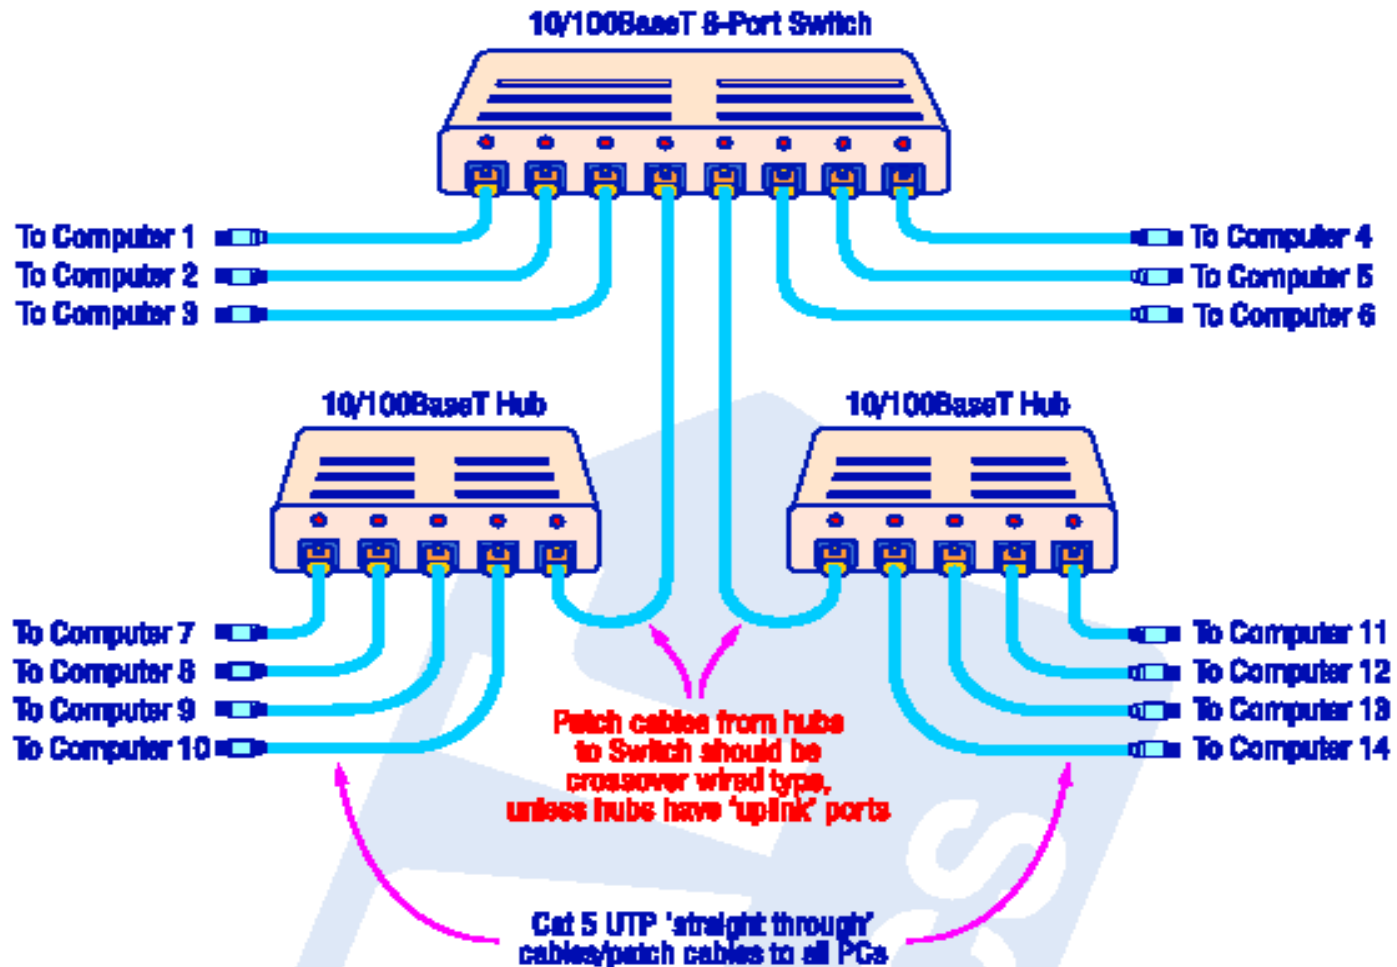 10/100BaseT 8-Port Switch
To Computer 1
To Computer 2
To Computer 3
To Computer 4
To Computer 5
To Computer 6
10/100BaseT Hub
10/100BaseT Hub
To Computer 7
To Computer 8
To Computer 9
To Computer 10
To Computer 11
To Computer 12
To Computer 13
To Computer 14
Patch cables from hubs
to Switch should be
crossover wired type,
unless hubs have 'uplink' ports
Cat 5 UTP 'straight through'
cables/patch cables to all PCs